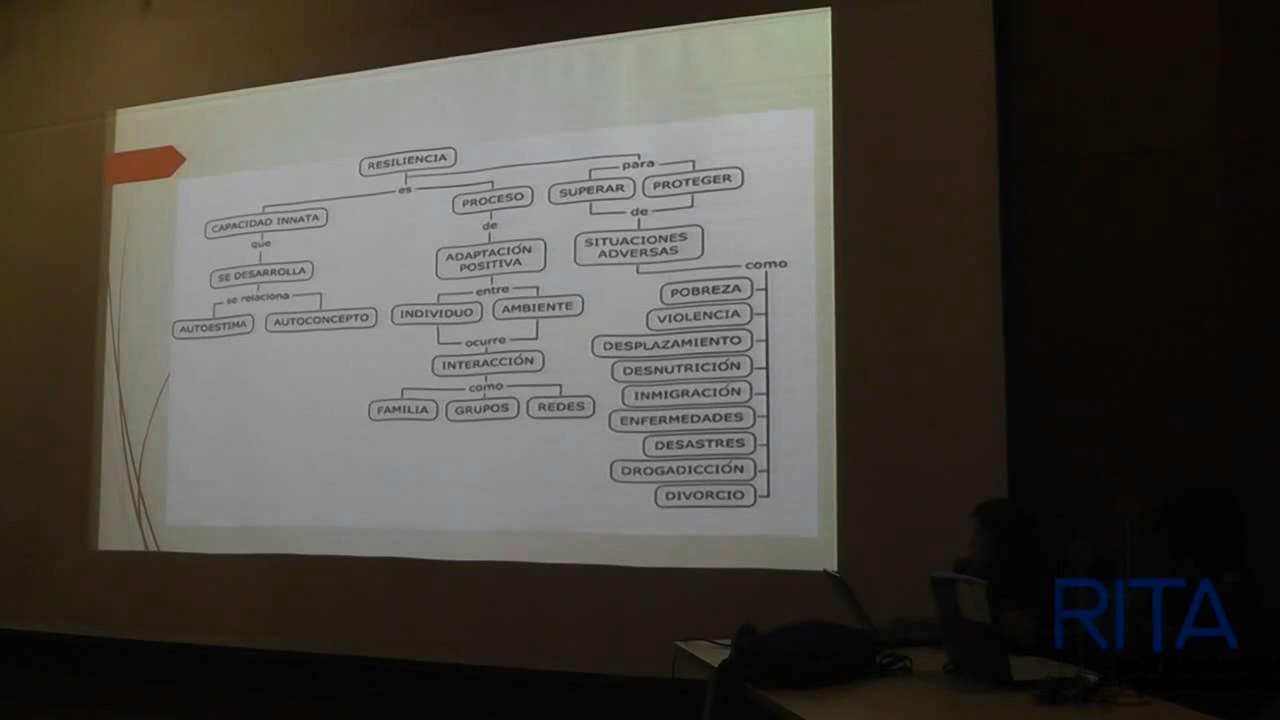 RESILIENCIA
es
para
CAPACIDAD INNATA
que
SE DESARROLLA
se relaciona
AUTOESTIMA
AUTOCONCEPTO
PROCESO
de
ADAPTACIÓN
POSITIVA
entre
INDIVIDUO
AMBIENTE
ocurre
INTERACCIÓN
como
FAMILIA
GRUPOS
REDES
SUPERAR
PROTEGER
de
SITUACIONES
ADVERSAS
como
POBREZA
VIOLENCIA
DESPLAZAMIENTO
DESNUTRICIÓN
INMIGRACIÓN
ENFERMEDADES
DESASTRES
DROGADICCIÓN
DIVORCIO
RITA